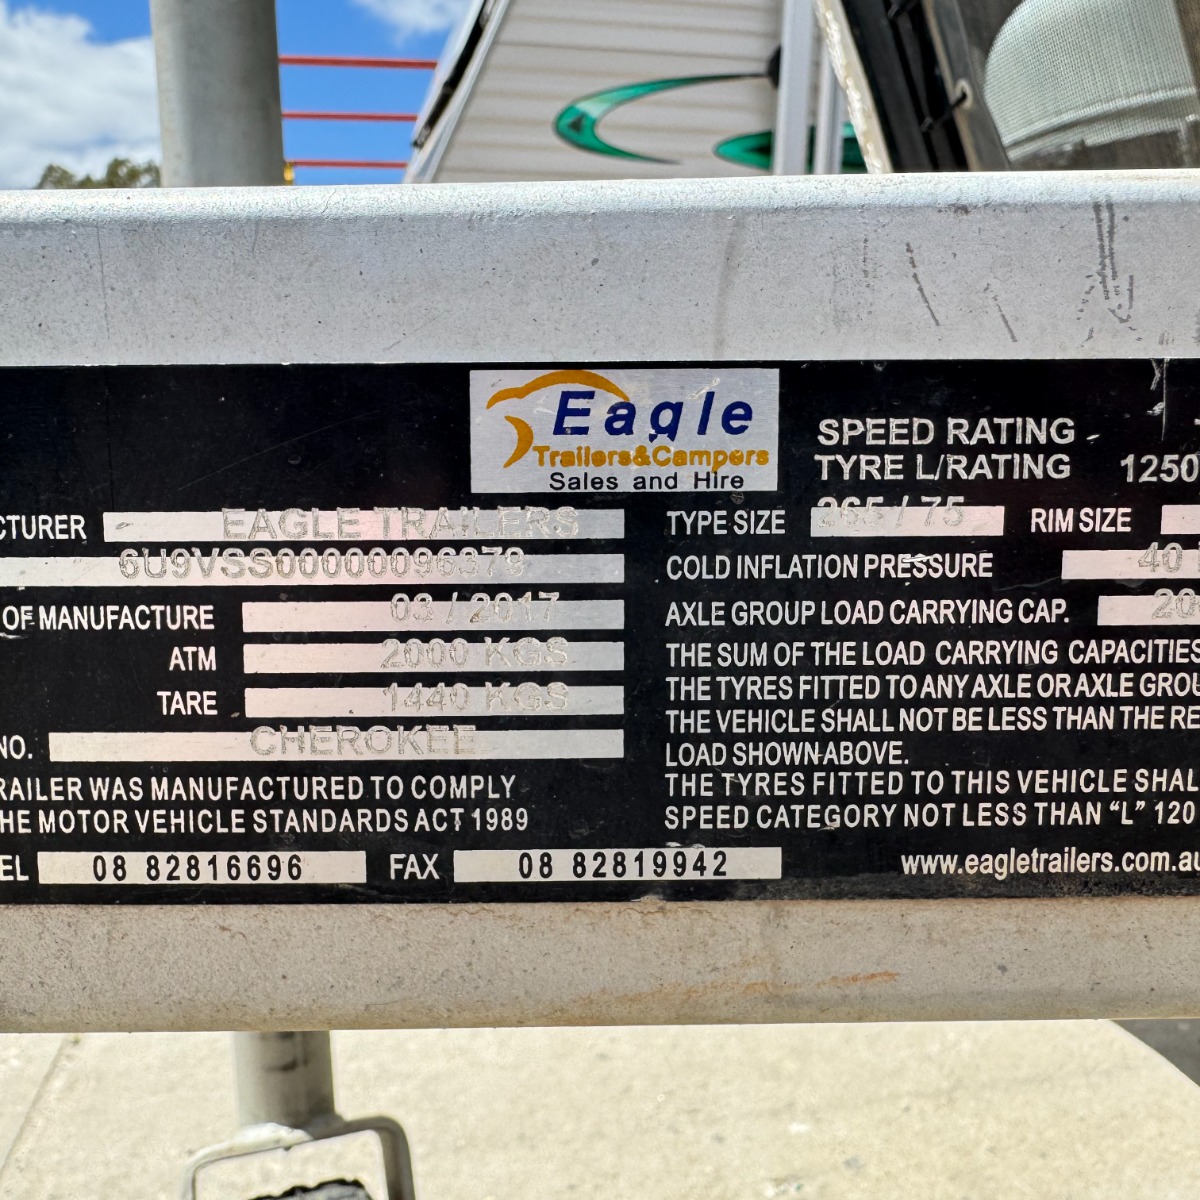 Eagle
Trailers&Campers
Sales and Hire
CTURER EAGLE TRAILERS
6U9VSS00000096379
OF MANUFACTURE 03 / 2017
ATM 2000 KGS
TARE 1440 KGS
NO. CHEROKEE
RAILER WAS MANUFACTURED TO COMPLY
HE MOTOR VEHICLE STANDARDS ACT 1989
EL 08 82816696 FAX 08 82819942
SPEED RATING
TYRE L/RATING 1250
TYPE SIZE 265 / 75 RIM SIZE
COLD INFLATION PRESSURE 40
AXLE GROUP LOAD CARRYING CAP. 20
THE SUM OF THE LOAD CARRYING CAPACITIES
THE TYRES FITTED TO ANY AXLE OR AXLE GROU
THE VEHICLE SHALL NOT BE LESS THAN THE RE
LOAD SHOWN ABOVE.
THE TYRES FITTED TO THIS VEHICLE SHAL
SPEED CATEGORY NOT LESS THAN "L" 120
www.eagletrailers.com.au